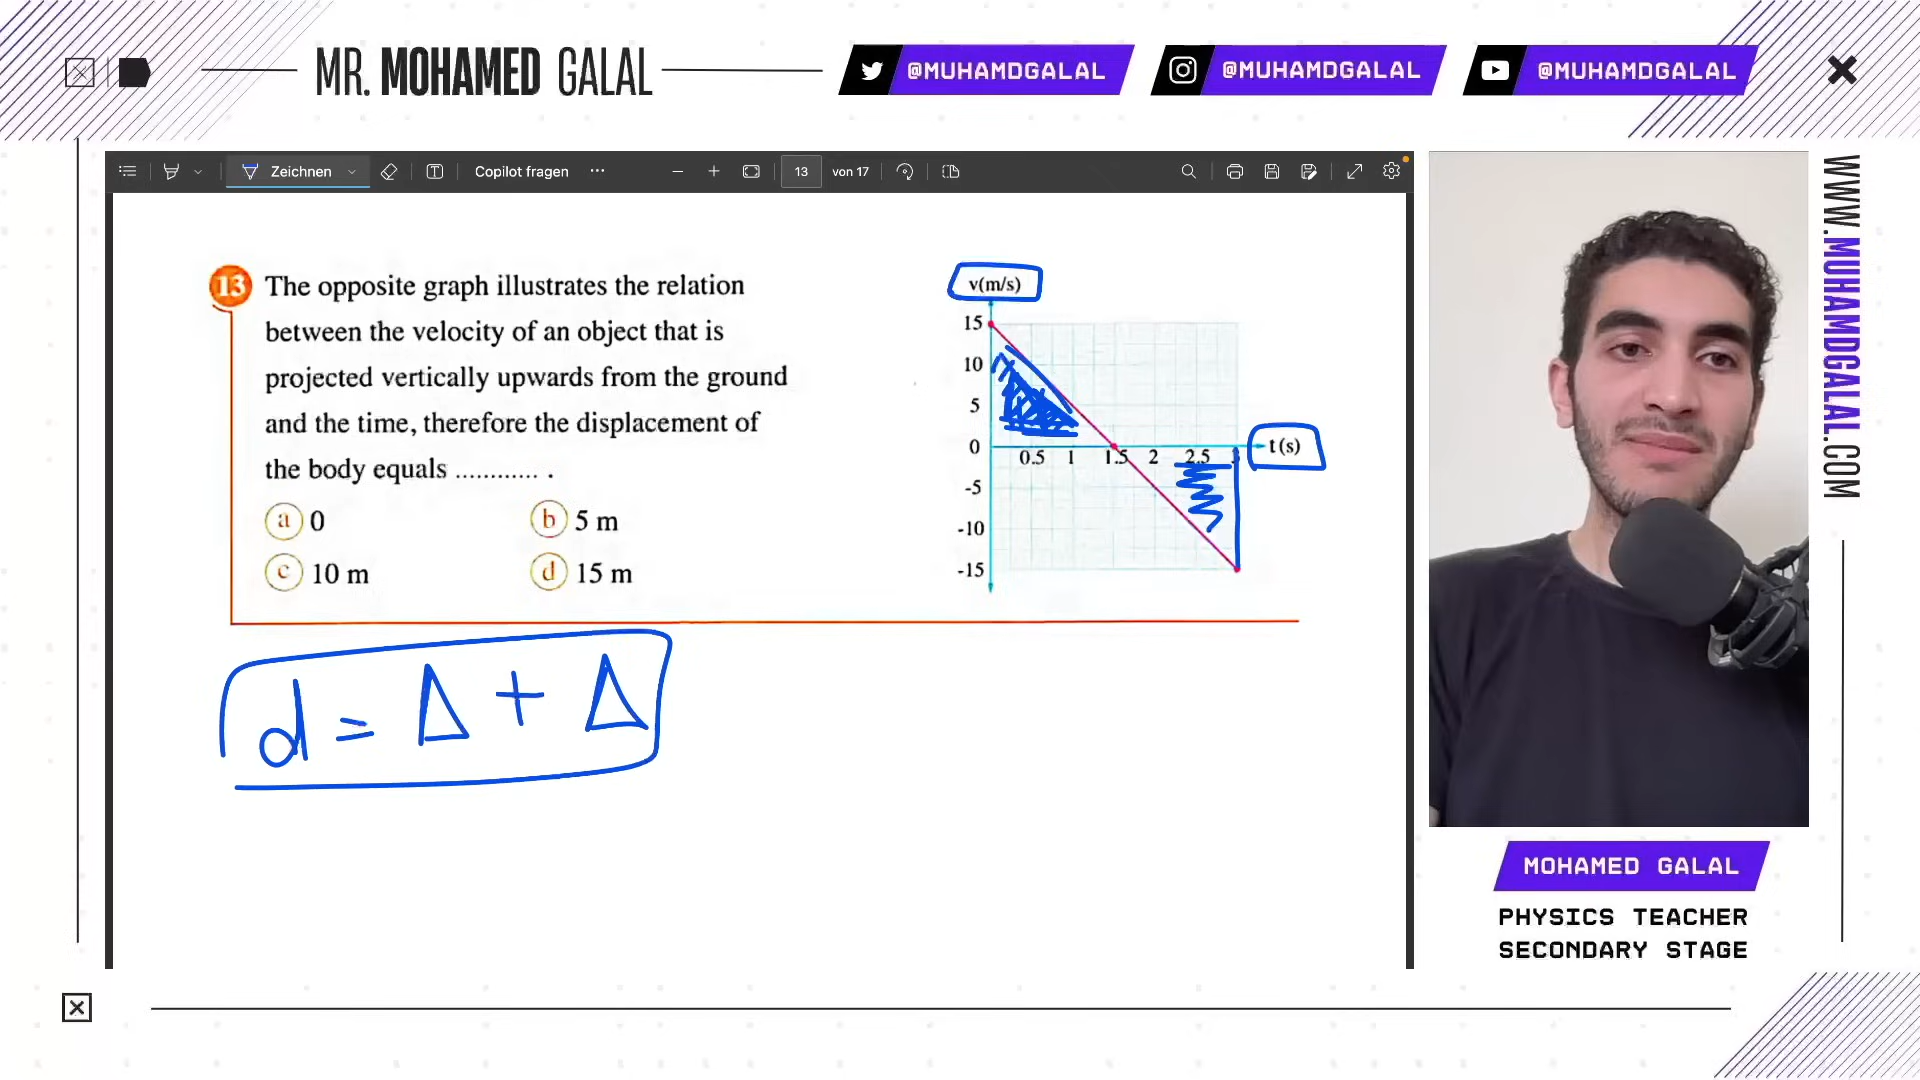 MR. MOHAMED GALAL
@MUHAMDGALAL
@MUHAMDGALAL
@MUHAMDGALAL
Zeichnen
Copilot fragen
13
von 17
13 The opposite graph illustrates the relation
between the velocity of an object that is
projected vertically upwards from the ground
and the time, therefore the displacement of
the body equals ............ .
a 0
b 5 m
c 10 m
d 15 m
v(m/s)
15
10
5
0
-5
-10
-15
0.5 1 1.5 2 2.5 3
t(s)
d = Δ + Δ
WWW.MUHAMDGALAL.COM
MOHAMED GALAL
PHYSICS TEACHER
SECONDARY STAGE